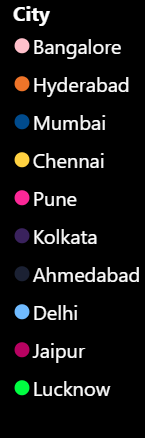 City
Bangalore
Hyderabad
Mumbai
Chennai
Pune
Kolkata
Ahmedabad
Delhi
Jaipur
Lucknow